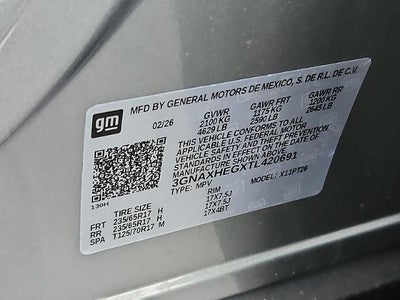 gm
MFD BY GENERAL MOTORS DE MEXICO, S DE R.L. DE C.V.
02/26 GVWR GAWR FRT GAWR RR
2100 KG 1175 KG 1200 KG
4629 LB 2590 LB 2645 LB
THIS VEHICLE CONFORMS TO ALL
APPLICABLE U.S. FEDERAL MOTOR
VEHICLE SAFETY AND THEFT PREVENTION
STANDARDS IN EFFECT ON THE DATE OF
MANUFACTURE SHOWN ABOVE.
3GNAXHEGXTL420691
TYPE: MPV MODEL: X11PT26
130H
TIRE SIZE RIM
FRT 235/65R17 H 17X7.5J
RR 235/65R17 H 17X7.5J
SPA T125/70R17 M 17X4BT